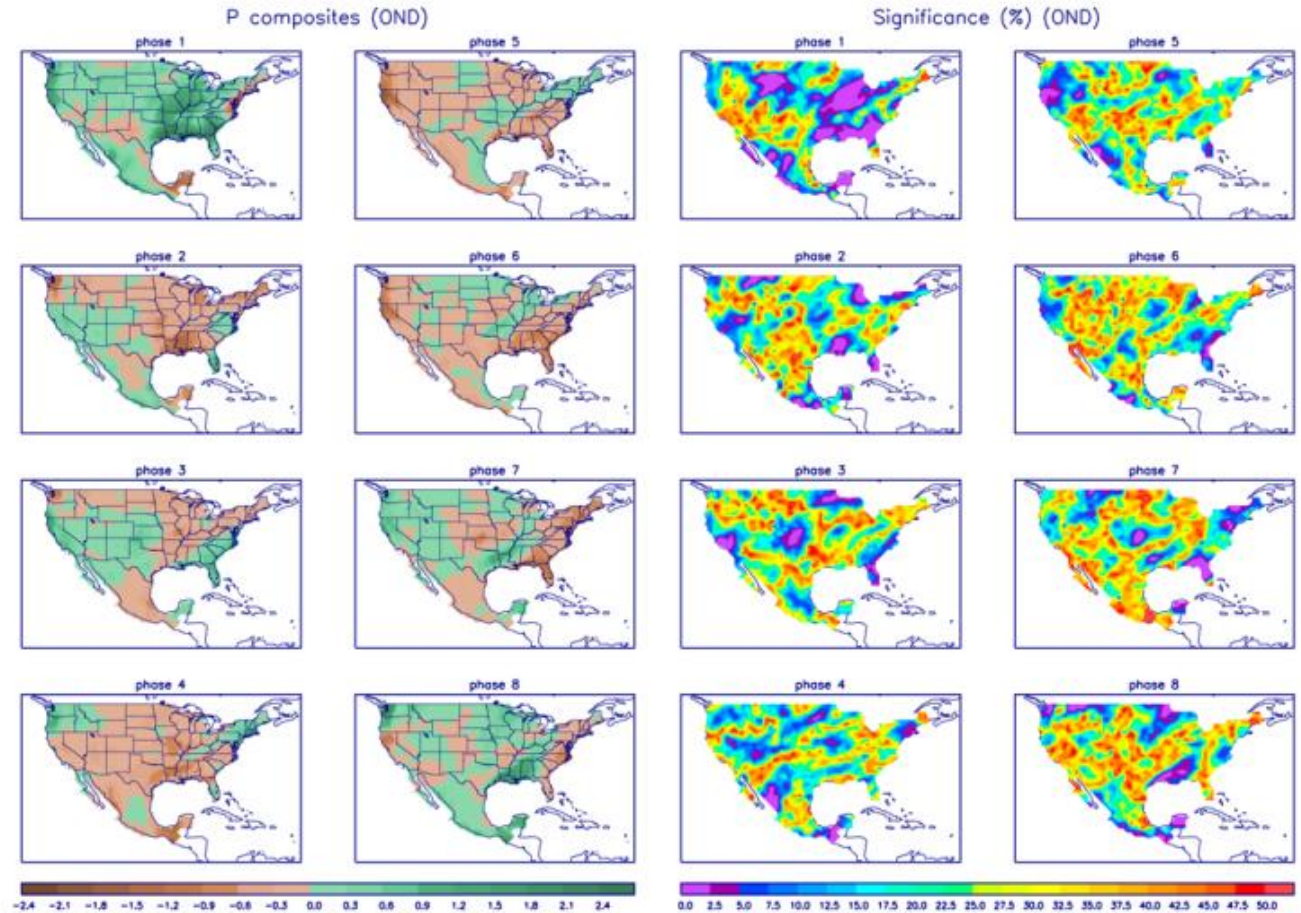 P composites (OND) Significance (%) (OND)
phase 1 phase 5 phase 1 phase 5
phase 2 phase 6 phase 2 phase 6
phase 3 phase 7 phase 3 phase 7
phase 4 phase 8 phase 4 phase 8
-2.4 -2.1 -1.8 -1.5 -1.2 -0.9 -0.6 -0.3 0.0 0.3 0.6 0.9 1.2 1.5 1.8 2.1 2.4 0.0 2.5 5.0 7.5 10.0 12.5 15.0 17.5 20.0 22.5 25.0 27.5 30.0 32.5 35.0 37.5 40.0 42.5 45.0 47.5 50.0